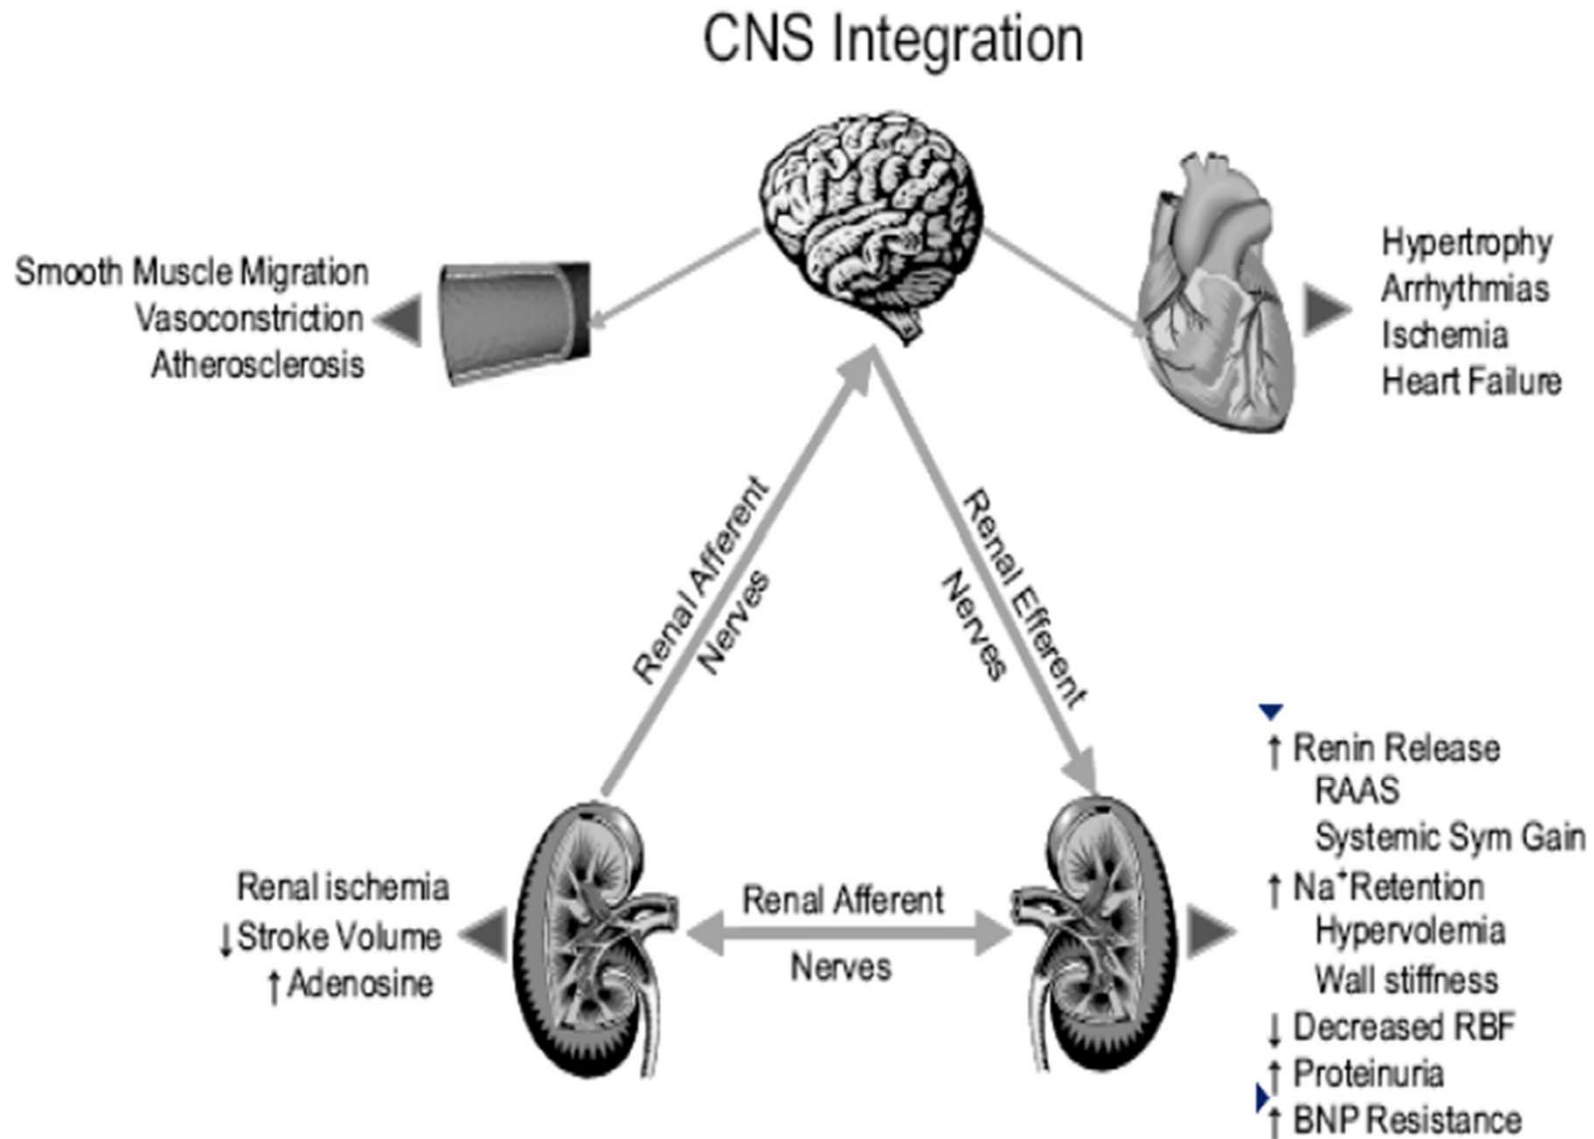 CNS Integration
Smooth Muscle Migration
Vasoconstriction
Atherosclerosis
Hypertrophy
Arrhythmias
Ischemia
Heart Failure
Renal Afferent
Nerves
Renal Efferent
Nerves
Renal ischemia
↓Stroke Volume
↑Adenosine
Renal Afferent
Nerves
↑ Renin Release
RAAS
Systemic Sym Gain
↑ Na⁺Retention
Hypervolemia
Wall stiffness
↓ Decreased RBF
↑ Proteinuria
↑ BNP Resistance